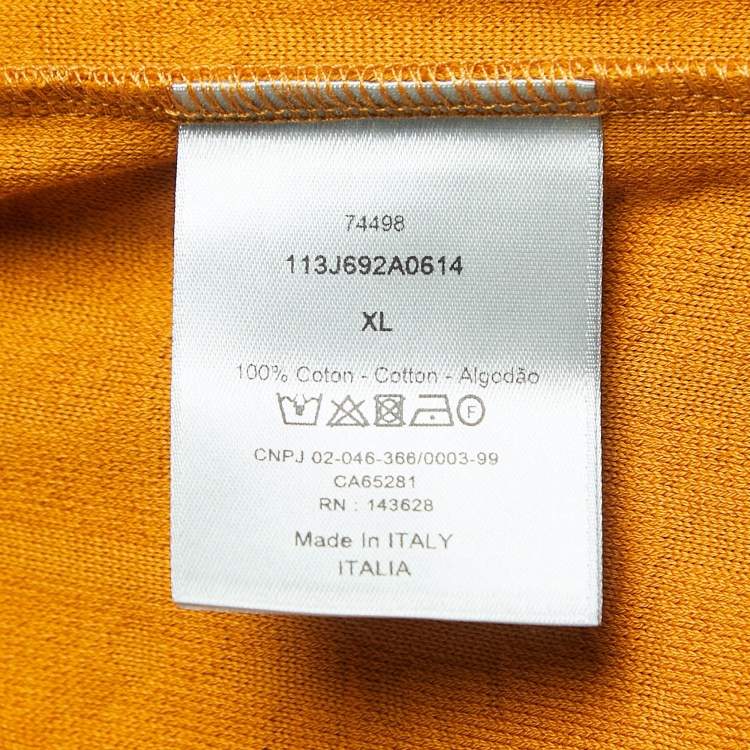 74498
113J692A0614
XL
100% Coton - Cotton - Algodão
F
CNPJ 02-046-366/0003-99
CA65281
RN : 143628
Made In ITALY
ITALIA